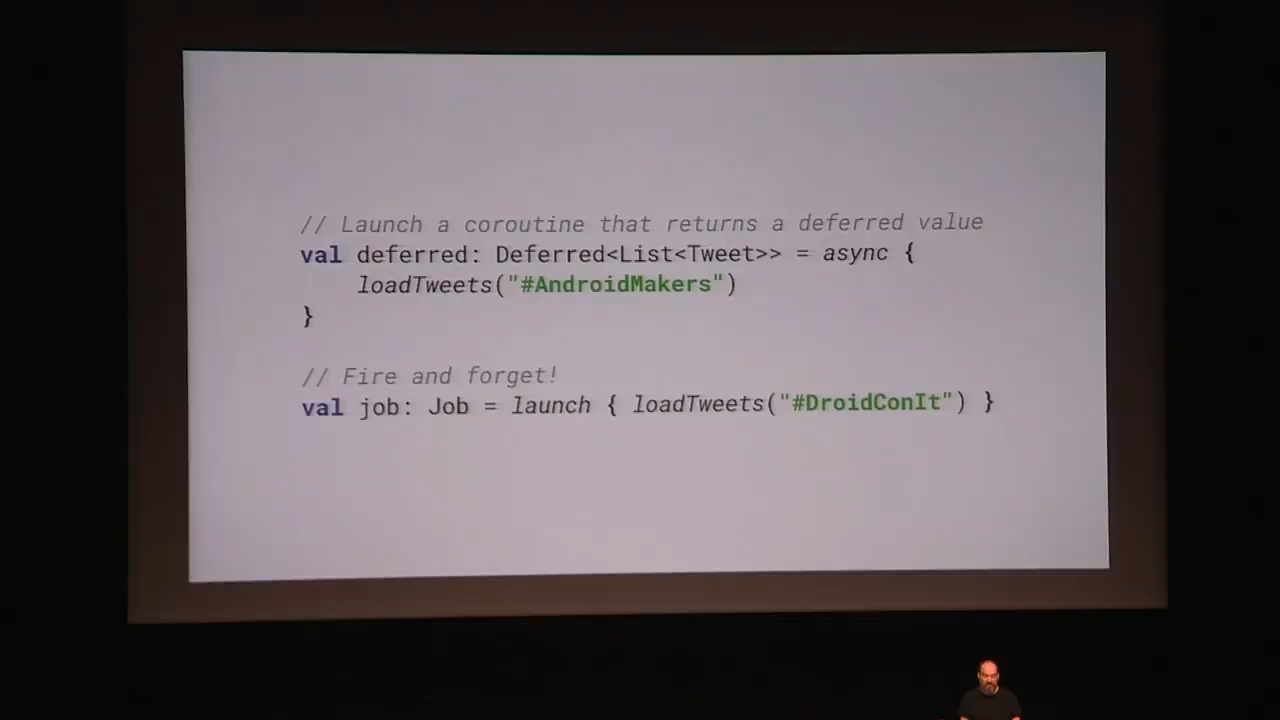 // Launch a coroutine that returns a deferred value
val deferred: Deferred<List<Tweet>> = async {
    loadTweets("#AndroidMakers")
}
// Fire and forget!
val job: Job = launch { loadTweets("#DroidConIt") }